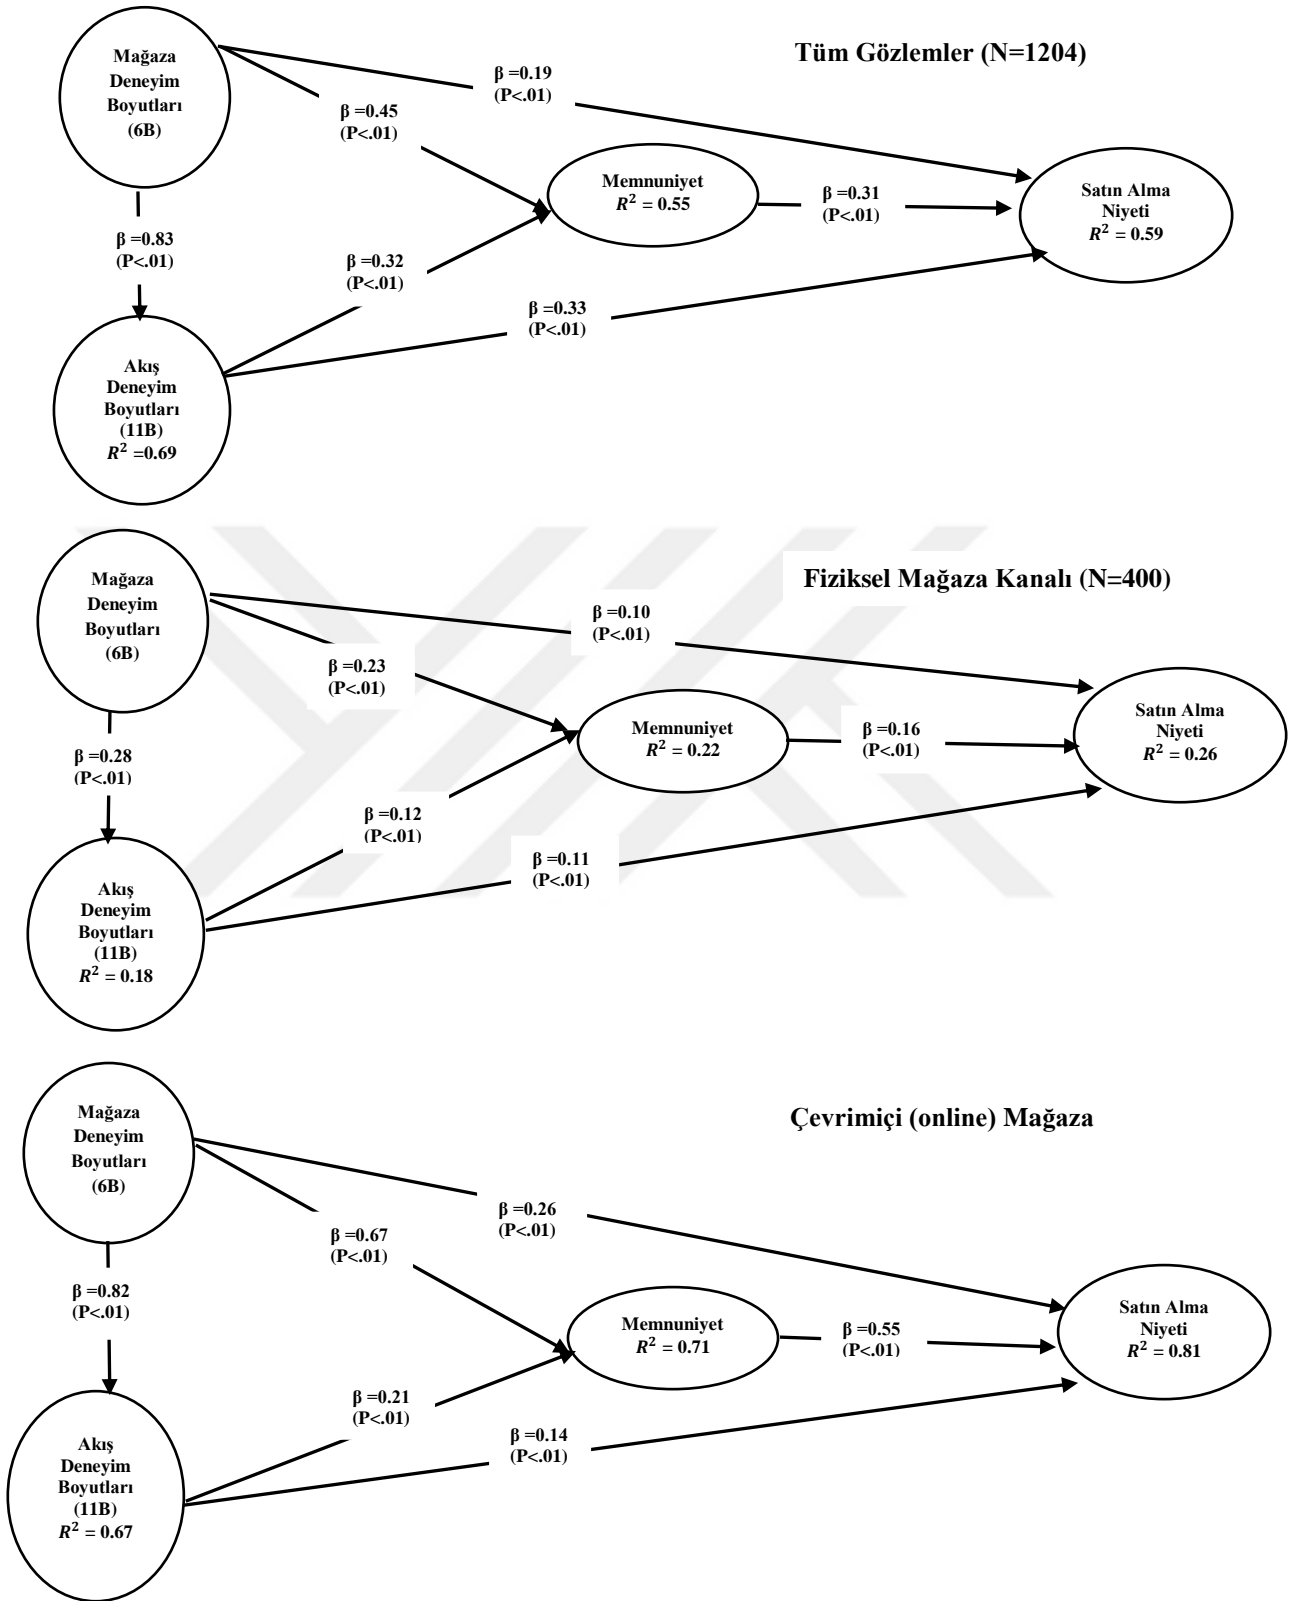 Tüm Gözlemler (N=1204)
Mağaza
Deneyim
Boyutları
(6B)
β =0.19
(P<.01)
β =0.45
(P<.01)
Memnuniyet
R² = 0.55
β =0.31
(P<.01)
Satın Alma
Niyeti
R² = 0.59
β =0.83
(P<.01)
β =0.32
(P<.01)
β =0.33
(P<.01)
Akış
Deneyim
Boyutları
(11B)
R² =0.69
Fiziksel Mağaza Kanalı (N=400)
Mağaza
Deneyim
Boyutları
(6B)
β =0.10
(P<.01)
β =0.23
(P<.01)
Memnuniyet
R² = 0.22
β =0.16
(P<.01)
Satın Alma
Niyeti
R² = 0.26
β =0.28
(P<.01)
β =0.12
(P<.01)
β =0.11
(P<.01)
Akış
Deneyim
Boyutları
(11B)
R² = 0.18
Çevrimiçi (online) Mağaza
Mağaza
Deneyim
Boyutları
(6B)
β =0.26
(P<.01)
β =0.67
(P<.01)
β =0.82
(P<.01)
Memnuniyet
R² = 0.71
β =0.55
(P<.01)
Satın Alma
Niyeti
R² = 0.81
β =0.21
(P<.01)
β =0.14
(P<.01)
Akış
Deneyim
Boyutları
(11B)
R² = 0.67